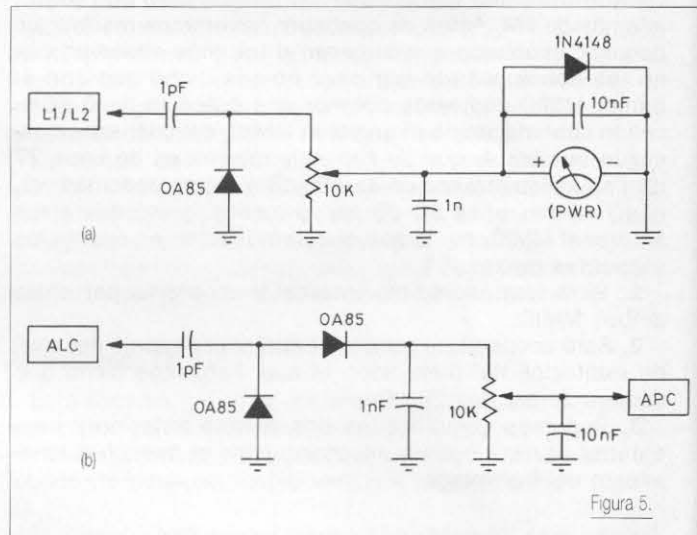 1N4148
10nF
1pF
L1/L2
OA85
10K
1n
+
(PWR)
(a)
OA85
1pF
ALC
OA85
1nF
10K
APC
10nF
(b)
Figura 5.